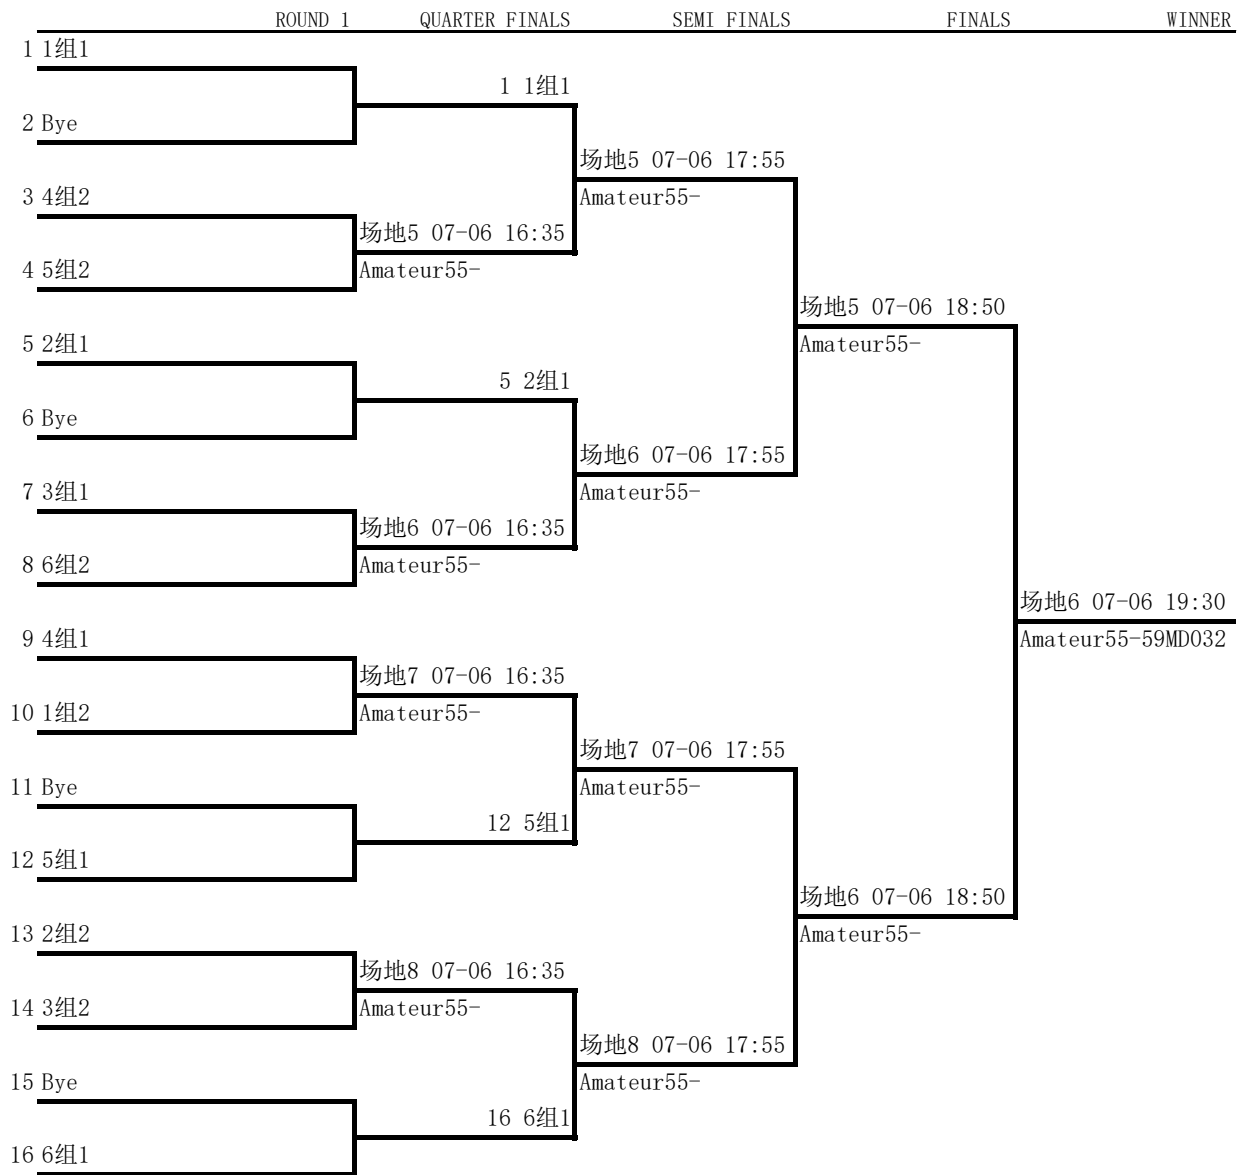 ROUND 1 QUARTER FINALS SEMI FINALS FINALS WINNER
1 1组1
1 1组1
2 Bye
场地5 07-06 17:55
3 4组2
Amateur55-
场地5 07-06 16:35
4 5组2
Amateur55-
场地5 07-06 18:50
5 2组1
Amateur55-
5 2组1
6 Bye
场地6 07-06 17:55
7 3组1
Amateur55-
场地6 07-06 16:35
8 6组2
Amateur55-
场地6 07-06 19:30
9 4组1
Amateur55-59MD032
场地7 07-06 16:35
10 1组2
Amateur55-
场地7 07-06 17:55
11 Bye
Amateur55-
12 5组1
12 5组1
场地6 07-06 18:50
13 2组2
Amateur55-
场地8 07-06 16:35
14 3组2
Amateur55-
场地8 07-06 17:55
15 Bye
Amateur55-
16 6组1
16 6组1